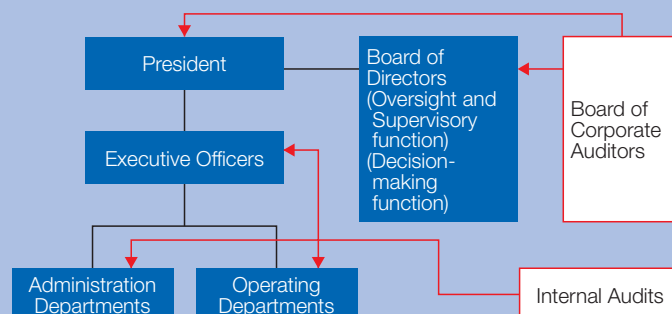 President
Board of
Directors
(Oversight and
Supervisory
function)
(Decision-
making
function)
Board of
Corporate
Auditors
Executive Officers
Administration
Departments
Operating
Departments
Internal Audits